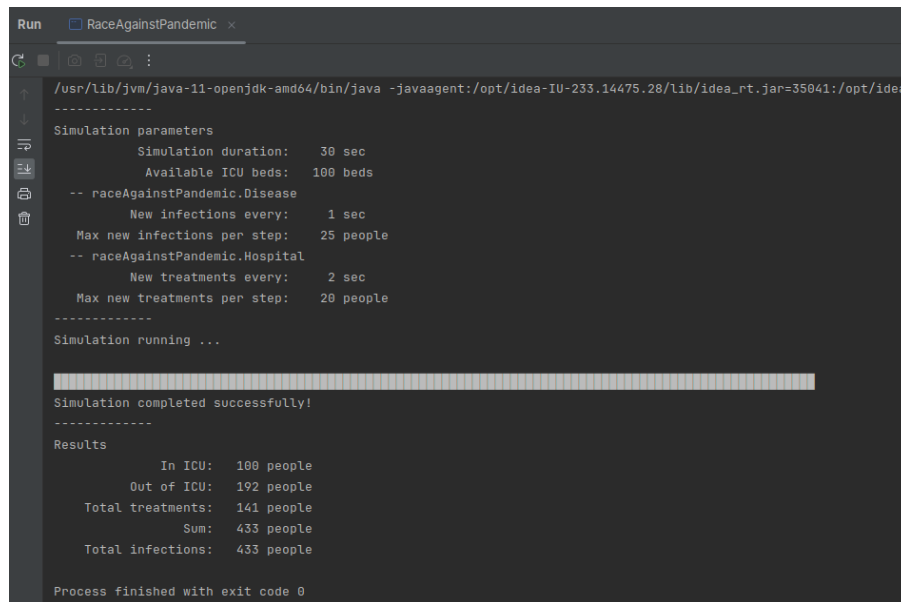 Run RaceAgainstPandemic ×
/usr/lib/jvm/java-11-openjdk-amd64/bin/java -javaagent:/opt/idea-IU-233.14475.28/lib/idea_rt.jar=35041:/opt/idea
-------------
Simulation parameters
Simulation duration: 30 sec
Available ICU beds: 100 beds
-- raceAgainstPandemic.Disease
New infections every: 1 sec
Max new infections per step: 25 people
-- raceAgainstPandemic.Hospital
New treatments every: 2 sec
Max new treatments per step: 20 people
-------------
Simulation running ...
Simulation completed successfully!
-------------
Results
In ICU: 100 people
Out of ICU: 192 people
Total treatments: 141 people
Sum: 433 people
Total infections: 433 people
Process finished with exit code 0